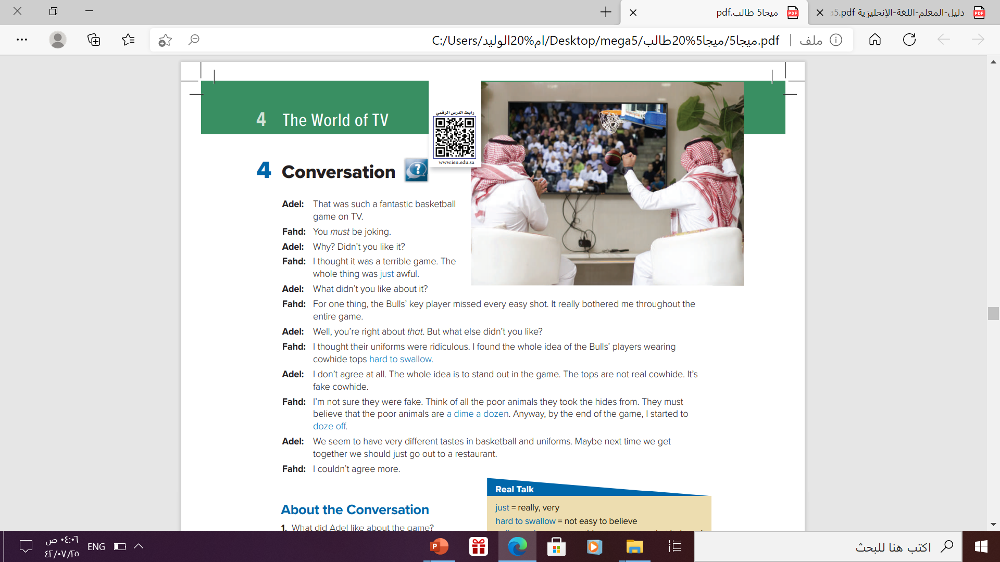 ميجا5 طالب.pdf
دليل-المعلم-اللغة-الإنجليزية
a5.pdf
ملف
C:/Users/ام%20الوليد/Desktop/mega5/ميجا5/ميجا5%20طالب.pdf
4 The World of TV
رابط الدرس الرقمي
www.ien.edu.sa
4 Conversation
Adel: That was such a fantastic basketball
game on TV.
Fahd: You must be joking.
Adel: Why? Didn't you like it?
Fahd: I thought it was a terrible game. The
whole thing was just awful.
Adel: What didn't you like about it?
Fahd: For one thing, the Bulls' key player missed every easy shot. It really bothered me throughout the
entire game.
Adel: Well, you're right about that. But what else didn't you like?
Fahd: I thought their uniforms were ridiculous. I found the whole idea of the Bulls' players wearing
cowhide tops hard to swallow.
Adel: I don't agree at all. The whole idea is to stand out in the game. The tops are not real cowhide. It's
fake cowhide.
Fahd: I'm not sure they were fake. Think of all the poor animals they took the hides from. They must
believe that the poor animals are a dime a dozen. Anyway, by the end of the game, I started to
doze off.
Adel: We seem to have very different tastes in basketball and uniforms. Maybe next time we get
together we should just go out to a restaurant.
Fahd: I couldn't agree more.
Real Talk
just = really, very
hard to swallow = not easy to believe
About the Conversation
1. What did Adel like about the game?
٠٤:٠٦ ص
٤٢/٠٧/٢٥
ENG
اكتب هنا للبحث